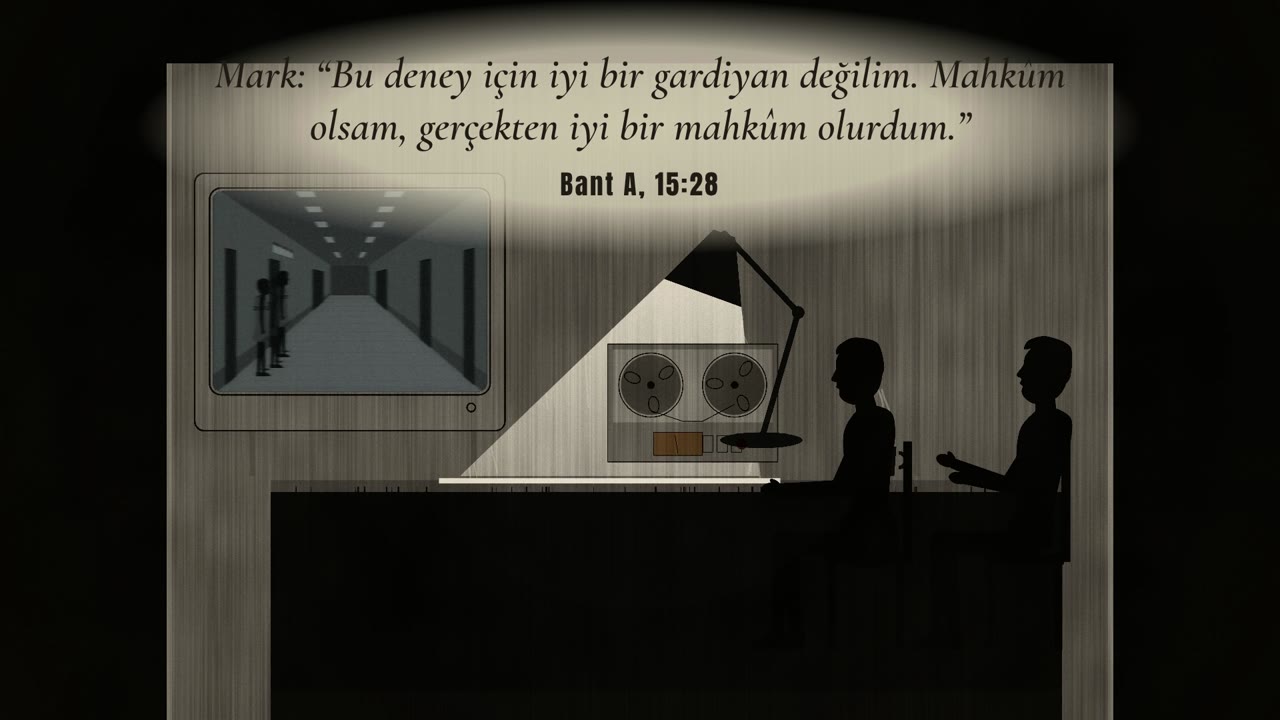 Mark: “Bu deney için iyi bir gardiyan değilim. Mahkûm
olsam, gerçekten iyi bir mahkûm olurdum.”
Bant A, 15:28